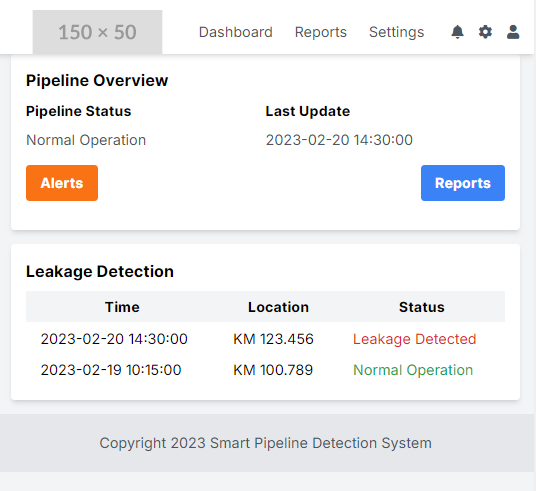 150 × 50 Dashboard Reports Settings
Pipeline Overview
Pipeline Status Last Update
Normal Operation 2023-02-20 14:30:00
Alerts Reports
Leakage Detection
Time Location Status
2023-02-20 14:30:00 KM 123.456 Leakage Detected
2023-02-19 10:15:00 KM 100.789 Normal Operation
Copyright 2023 Smart Pipeline Detection System